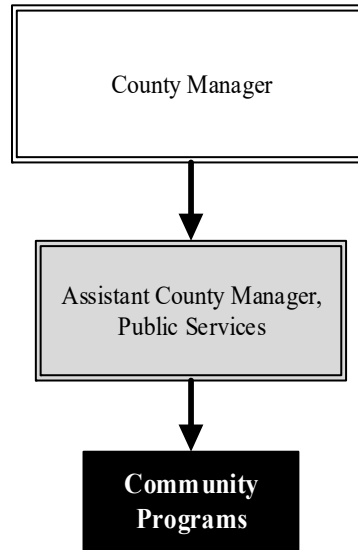 County Manager
Assistant County Manager,
Public Services
Community
Programs